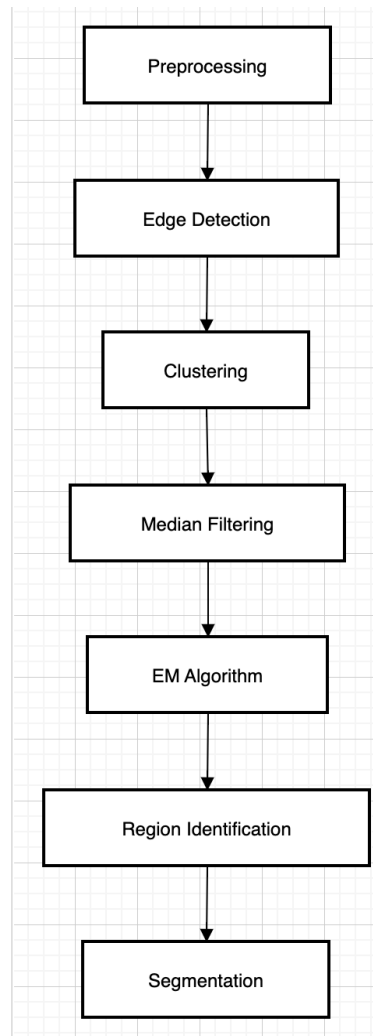 Preprocessing
Edge Detection
Clustering
Median Filtering
EM Algorithm
Region Identification
Segmentation